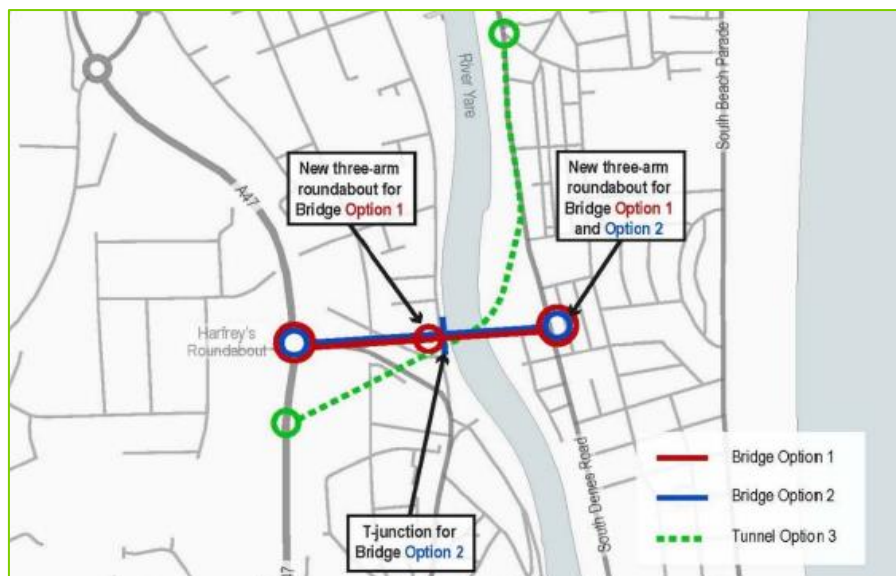 River Yare
South Beach Parade
A47
New three-arm
roundabout for
Bridge Option 1
New three-arm
roundabout for
Bridge Option 1
and Option 2
Harfrey's
Roundabout
T-junction for
Bridge Option 2
South Denes Road
Bridge Option 1
Bridge Option 2
Tunnel Option 3
47